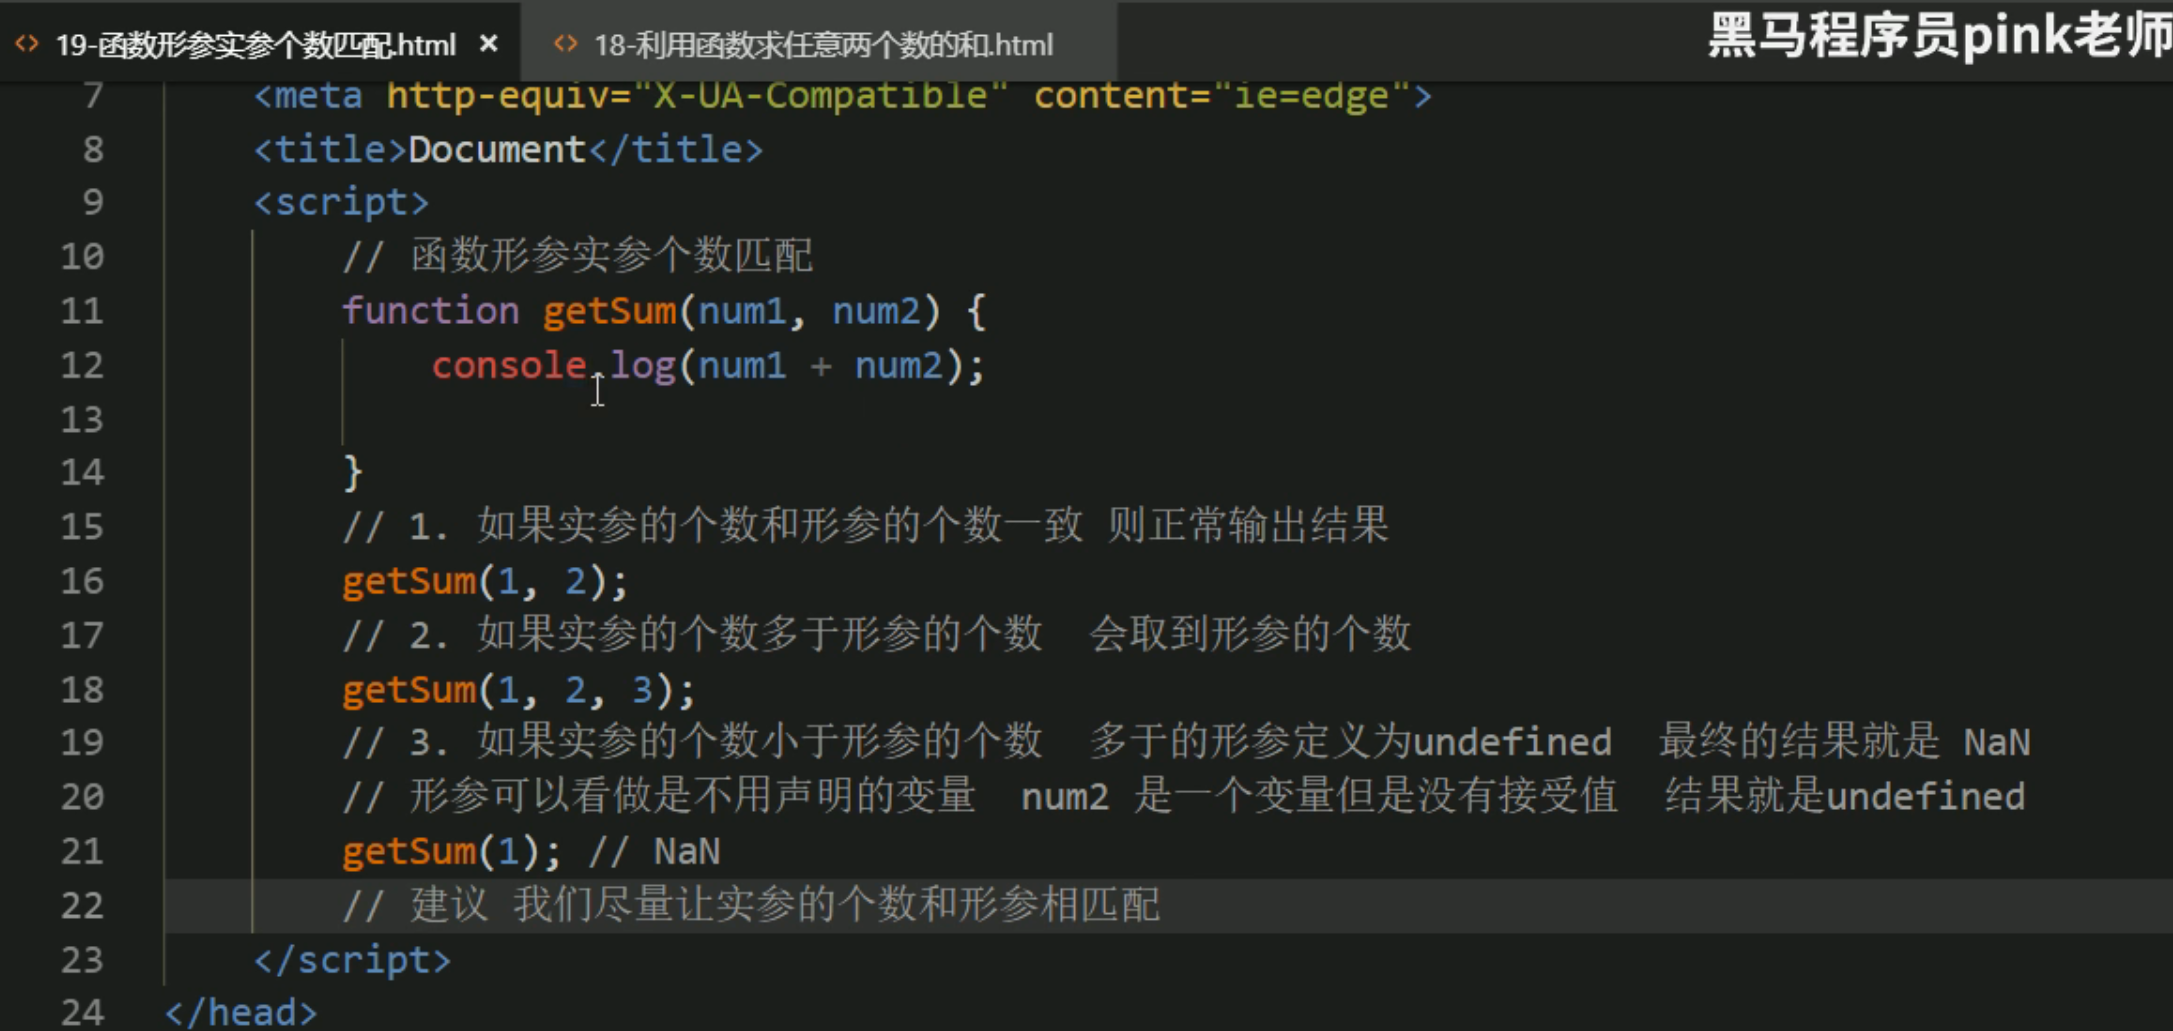 19-函数形参实参个数匹配.html × 18-利用函数求任意两个数的和.html 黑马程序员pink老师
7 <meta http-equiv="X-UA-Compatible" content="ie=edge">
8 <title>Document</title>
9 <script>
10 // 函数形参实参个数匹配
11 function getSum(num1, num2) {
12 console.log(num1 + num2);
13
14 }
15 // 1. 如果实参的个数和形参的个数一致 则正常输出结果
16 getSum(1, 2);
17 // 2. 如果实参的个数多于形参的个数 会取到形参的个数
18 getSum(1, 2, 3);
19 // 3. 如果实参的个数小于形参的个数 多于的形参定义为undefined 最终的结果就是 NaN
20 // 形参可以看做是不用声明的变量 num2 是一个变量但是没有接受值 结果就是undefined
21 getSum(1); // NaN
22 // 建议 我们尽量让实参的个数和形参相匹配
23 </script>
24 </head>